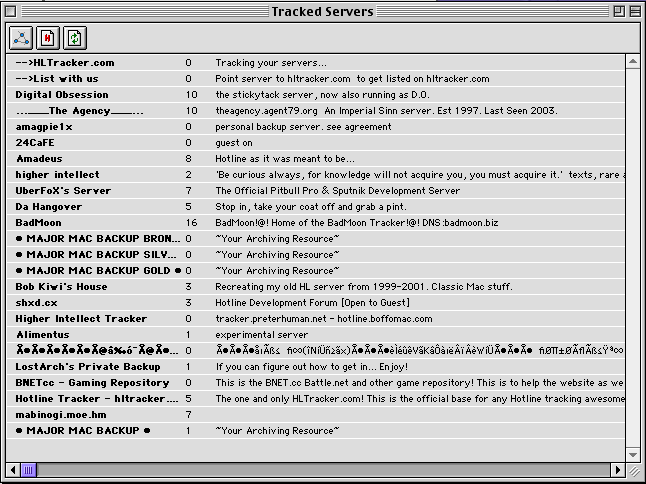 Tracked Servers
-->HLTracker.com 0 Tracking your servers...
-->List with us 0 Point server to hltracker.com to get listed on hltracker.com
Digital Obsession 10 the stickytack server, now also running as D.O.
...___The Agency___... 10 theagency.agent79.org An Imperial Sinn server. Est 1997. Last Seen 2003.
amagpie1x 0 personal backup server. see agreement
24CaFE 0 guest on
Amadeus 8 Hotline as it was meant to be...
higher intellect 2 'Be curious always, for knowledge will not acquire you, you must acquire it.' texts, rare a
UberFoX's Server 7 The Official Pitbull Pro & Sputnik Development Server
Da Hangover 5 Stop in, take your coat off and grab a pint.
BadMoon 16 BadMoon!@! Home of the BadMoon Tracker!@! DNS:badmoon.biz
● MAJOR MAC BACKUP BRON... 0 ~Your Archiving Resource~
● MAJOR MAC BACKUP SILV... 0 ~Your Archiving Resource~
● MAJOR MAC BACKUP GOLD ● 0 ~Your Archiving Resource~
Bob Kiwi's House 3 Recreating my old HL server from 1999-2001. Classic Mac stuff.
shxd.cx 3 Hotline Development Forum [Open to Guest]
Higher Intellect Tracker 0 tracker.preterhuman.net - hotline.boffomac.com
Alimentus 1 experimental server
0
LostArch's Private Backup 1 If you can figure out how to get in... Enjoy!
BNETcc - Gaming Repository 0 This is the BNET.cc Battle.net and other game repository! This is to help the website as we
Hotline Tracker - hltracker.... 5 The one and only HLTracker.com! This is the official base for any Hotline tracking awesome
mabinogi.moe.hm 7
● MAJOR MAC BACKUP ● 1 ~Your Archiving Resource~